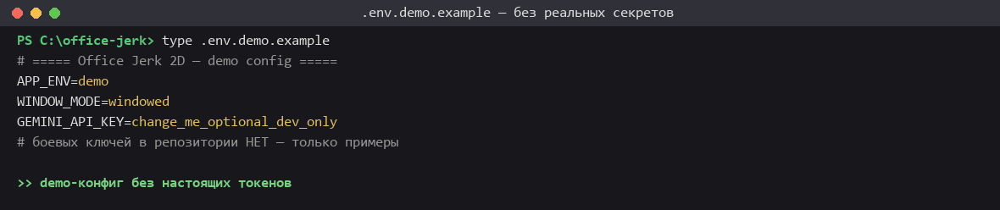 .env.demo.example — без реальных секретов
PS C:\office-jerk> type .env.demo.example
# ===== Office Jerk 2D — demo config =====
APP_ENV=demo
WINDOW_MODE=windowed
GEMINI_API_KEY=change_me_optional_dev_only
# боевых ключей в репозитории НЕТ — только примеры
>> demo-конфиг без настоящих токенов